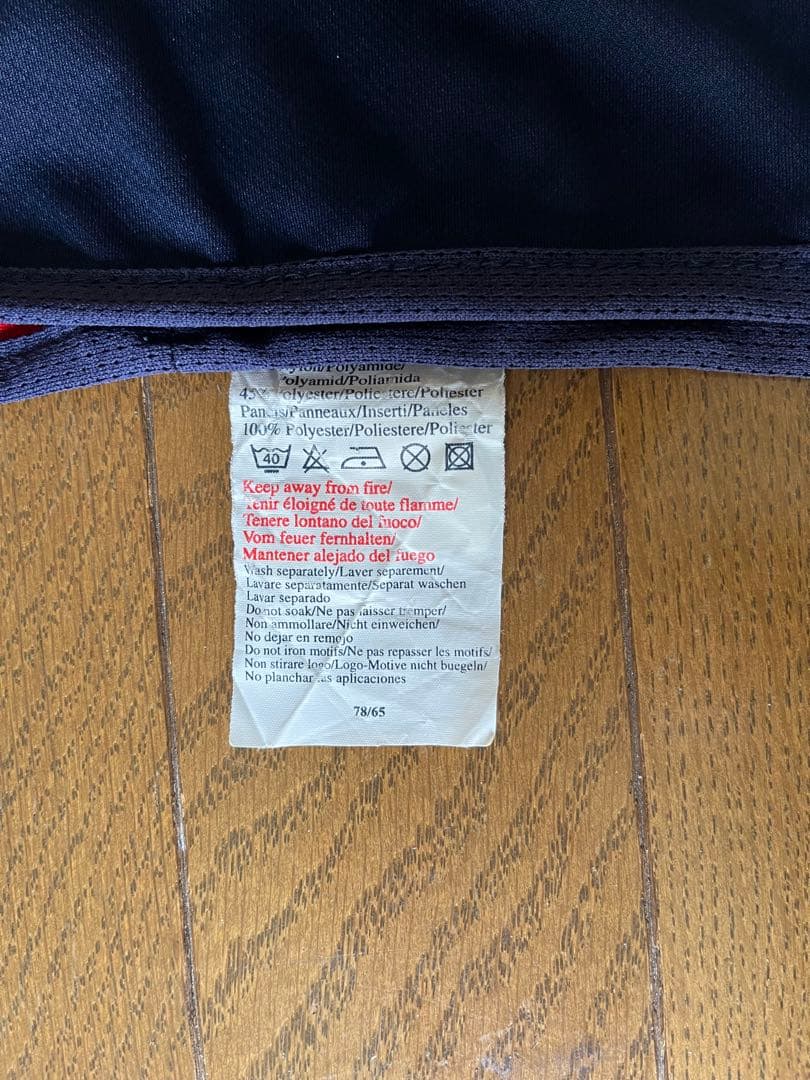 45% Polyester/Poliestere/Poliester
Panels/Panneaux/Inserti/Paneles
100% Polyester/Poliestere/Poliester
40
Keep away from fire/
Tenir éloigné de toute flamme/
Tenere lontano del fuoco/
Vom feuer fernhalten/
Mantener alejado del fuego
Wash separately/Laver séparement/
Lavare separatamente/Separat waschen
Lavar separado
Do not soak/Ne pas laisser tremper/
Non ammollare/Nicht einweichen/
No dejar en remojo
Do not iron motifs/Ne pas repasser les motifs/
Non stirare logo/Logo-Motive nicht buegeln/
No planchar las aplicaciones
78/65